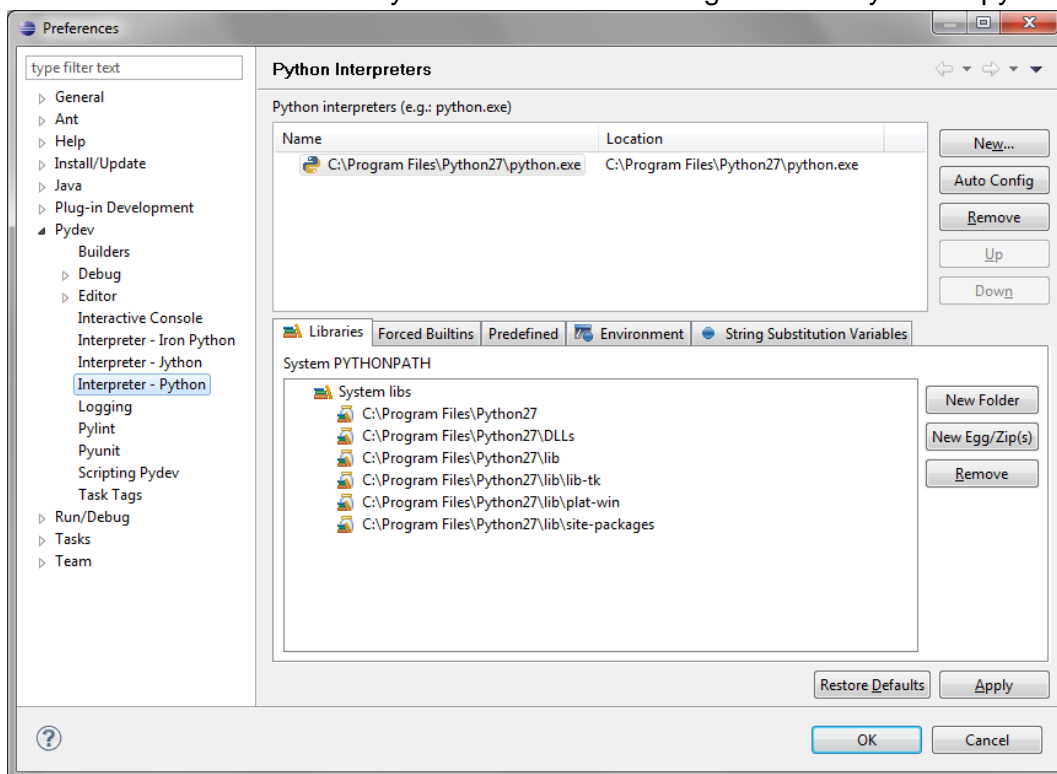 Preferences
type filter text
General
Ant
Help
Install/Update
Java
Plug-in Development
Pydev
Builders
Debug
Editor
Interactive Console
Interpreter - Iron Python
Interpreter - Jython
Interpreter - Python
Logging
Pylint
Pyunit
Scripting Pydev
Task Tags
Run/Debug
Tasks
Team
Python Interpreters
Python interpreters (e.g.: python.exe)
Name Location
C:\Program Files\Python27\python.exe C:\Program Files\Python27\python.exe
New...
Auto Config
Remove
Up
Down
Libraries Forced Builtins Predefined Environment String Substitution Variables
System PYTHONPATH
System libs
C:\Program Files\Python27
C:\Program Files\Python27\DLLs
C:\Program Files\Python27\lib
C:\Program Files\Python27\lib\lib-tk
C:\Program Files\Python27\lib\plat-win
C:\Program Files\Python27\lib\site-packages
New Folder
New Egg/Zip(s)
Remove
Restore Defaults Apply
OK Cancel